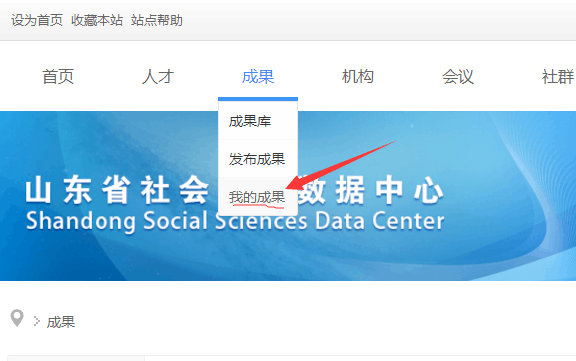 设为首页 收藏本站 站点帮助
首页 人才 成果 机构 会议 社群
成果库
发布成果
我的成果
山东省社会 数据中心
Shandong Social Sciences Data Center
> 成果